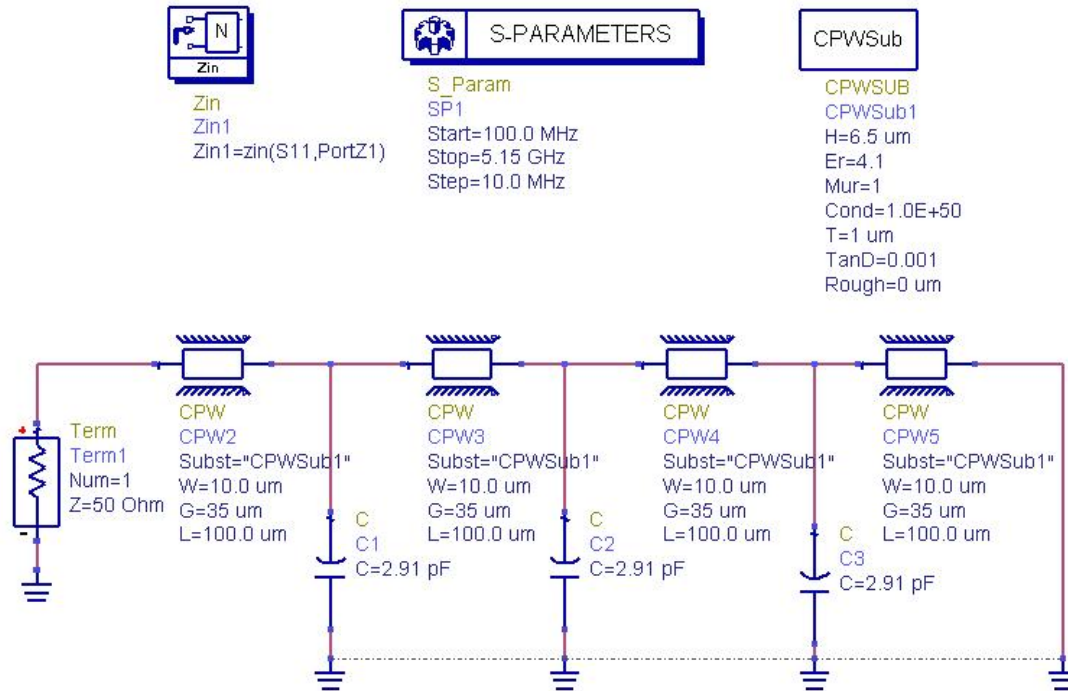 N
Zin
Zin
Zin1
Zin1=zin(S11,PortZ1)
S-PARAMETERS
S_Param
SP1
Start=100.0 MHz
Stop=5.15 GHz
Step=10.0 MHz
CPWSub
CPWSUB
CPWSub1
H=6.5 um
Er=4.1
Mur=1
Cond=1.0E+50
T=1 um
TanD=0.001
Rough=0 um
+
Term
Term1
Num=1
Z=50 Ohm
-
CPW
CPW2
Subst="CPWSub1"
W=10.0 um
G=35 um
L=100.0 um
C
C1
C=2.91 pF
CPW
CPW3
Subst="CPWSub1"
W=10.0 um
G=35 um
L=100.0 um
C
C2
C=2.91 pF
CPW
CPW4
Subst="CPWSub1"
W=10.0 um
G=35 um
L=100.0 um
C
C3
C=2.91 pF
CPW
CPW5
Subst="CPWSub1"
W=10.0 um
G=35 um
L=100.0 um